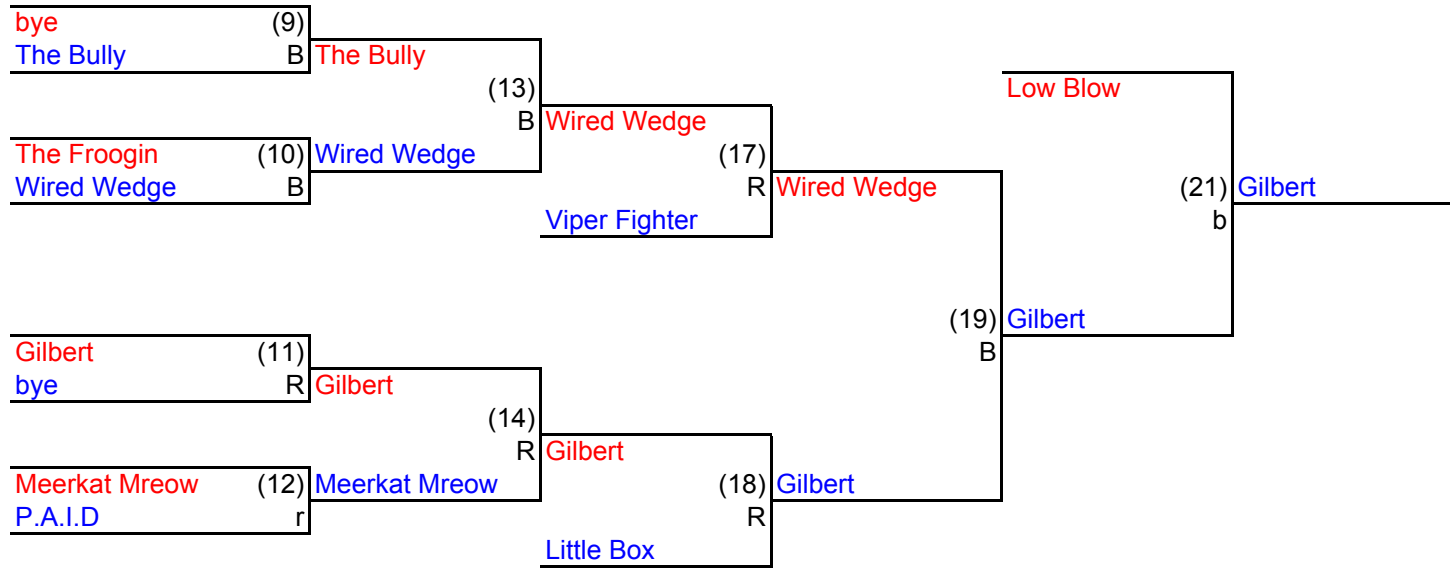 bye (9)
The Bully B The Bully
(13)
B Wired Wedge
The Froogin (10) Wired Wedge
Wired Wedge B
(17)
R Wired Wedge
Viper Fighter
Low Blow
(21) Gilbert
b
(19) Gilbert
B
Gilbert (11)
bye R Gilbert
(14)
R Gilbert
Meerkat Mreow (12) Meerkat Mreow
P.A.I.D r
(18) Gilbert
R
Little Box